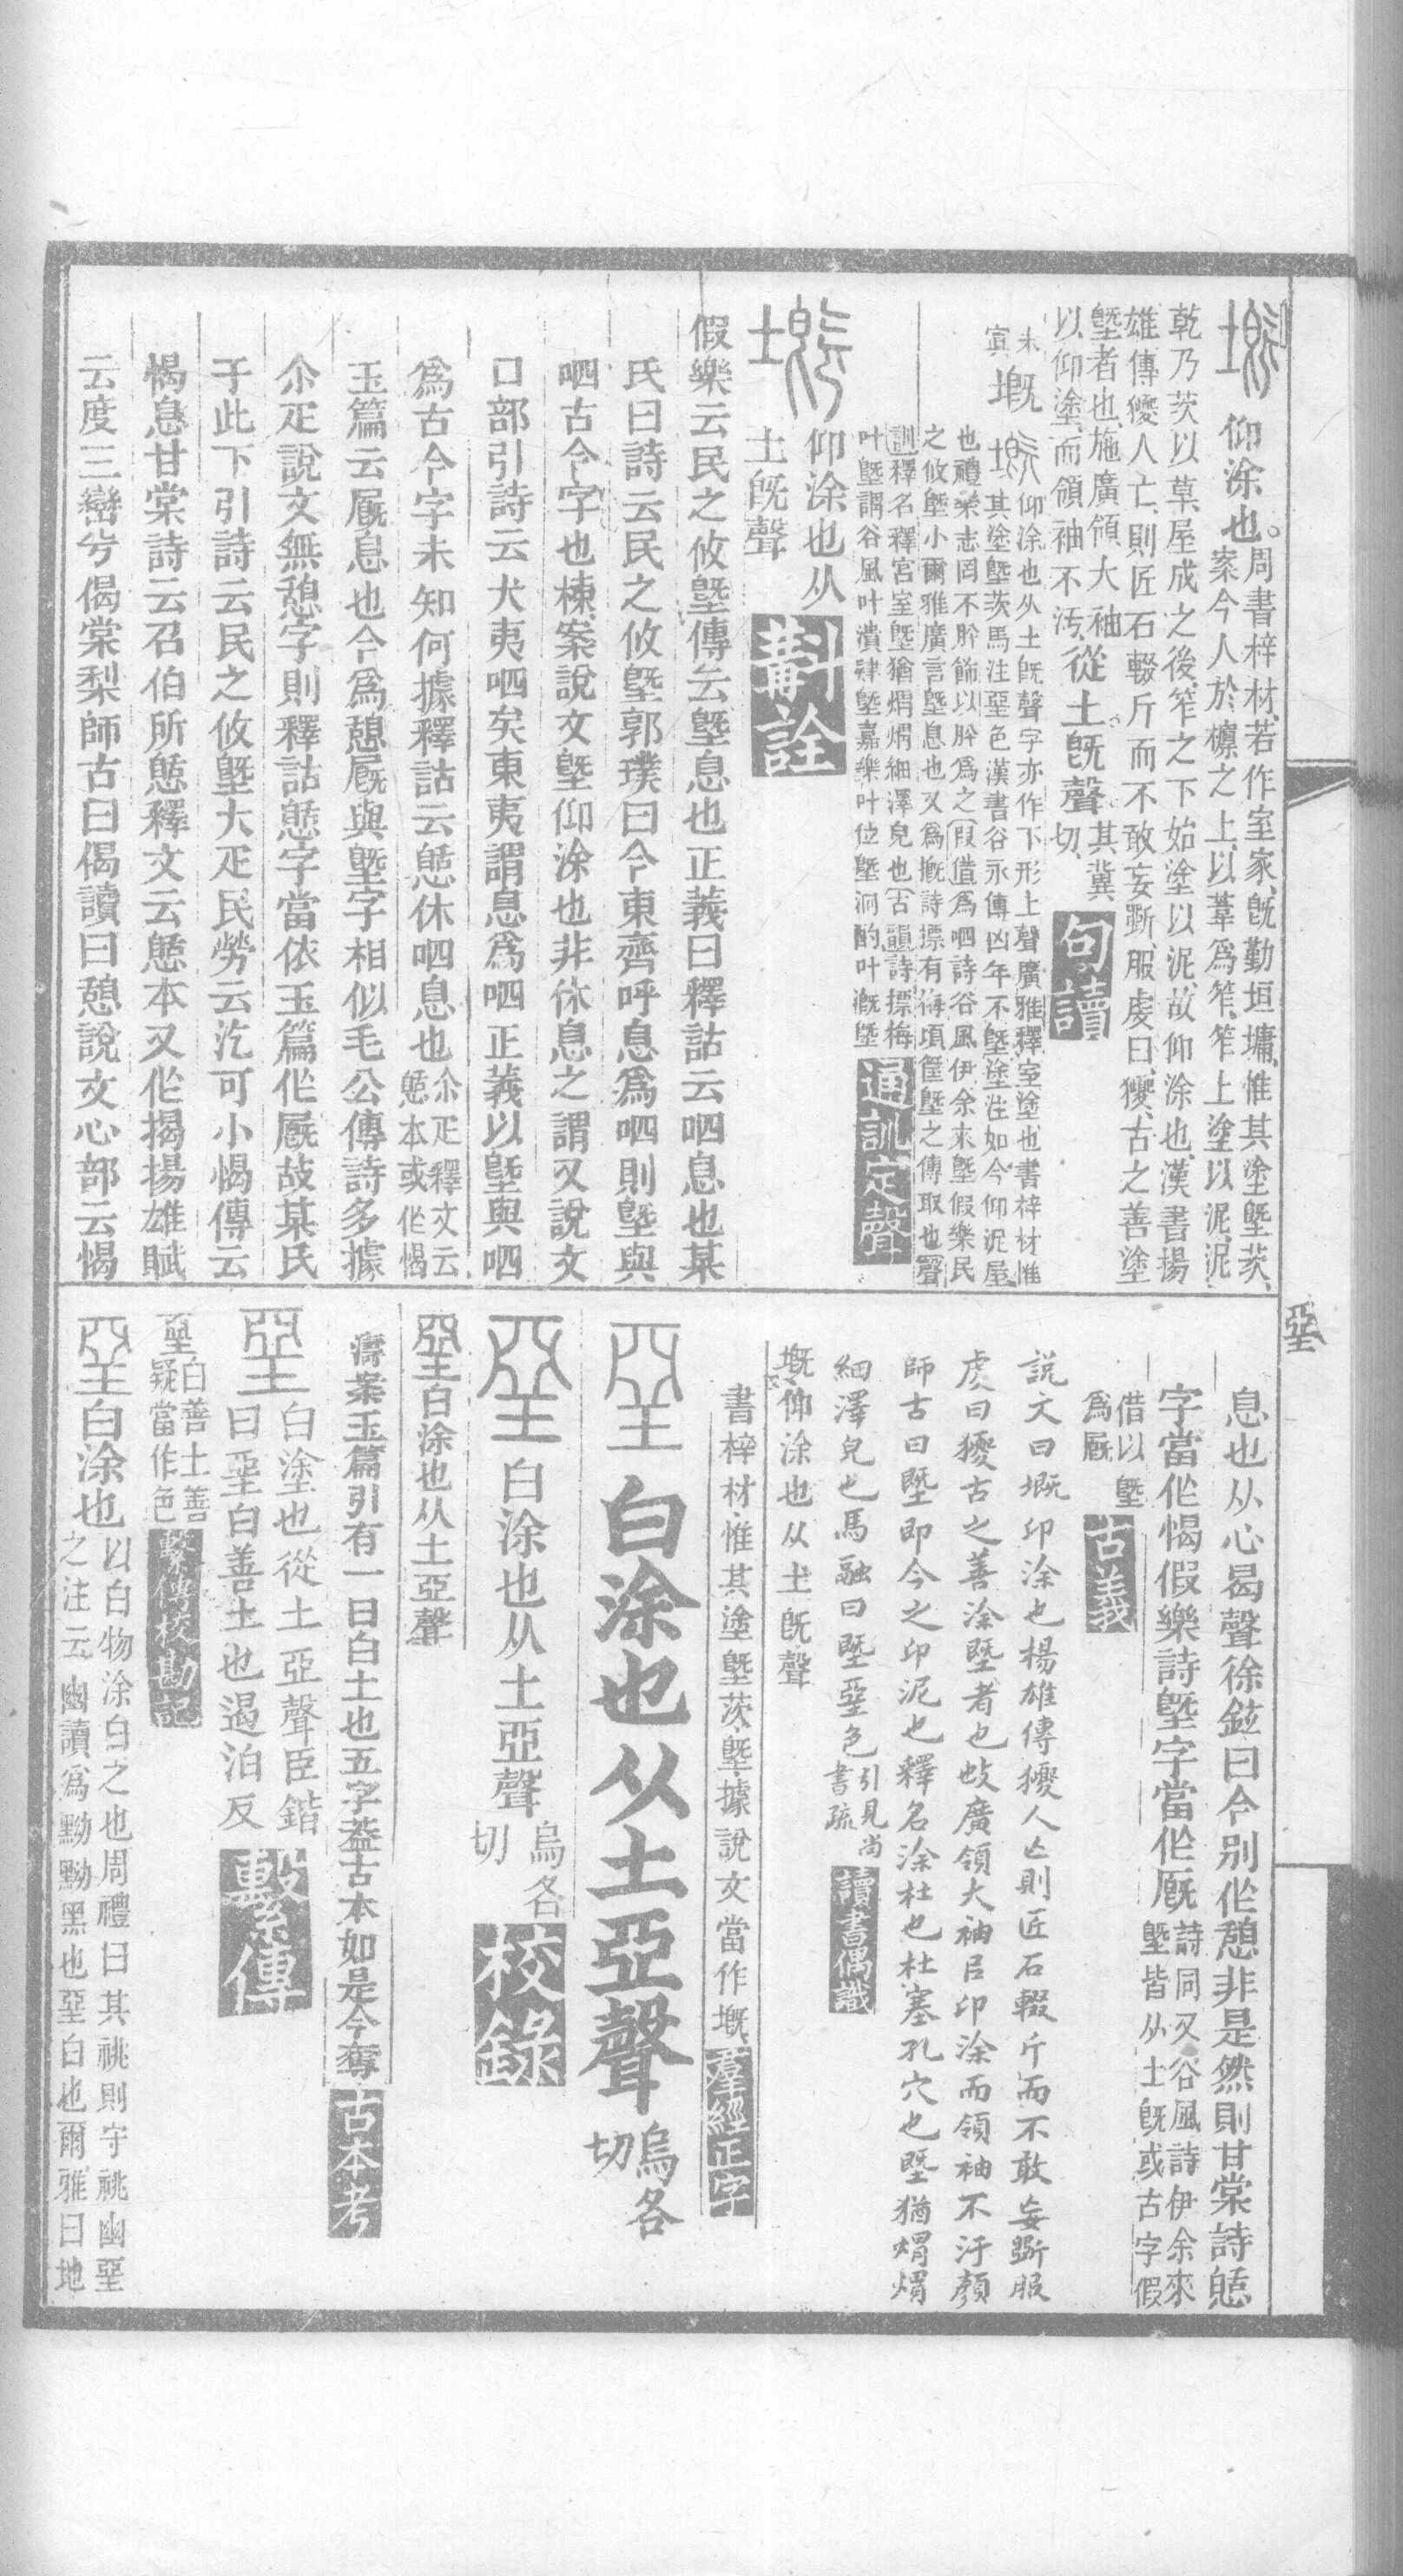 墍
仰涂也。周書梓材、若作室家、旣勤垣墉、惟其塗墍茨、
案今人於檁之上、以葦爲笮、笮上塗以泥、泥
乾乃茨以草、屋成之後、笮之下始塗以泥、故仰涂也、漢書揚
雄傳獿人亡、則匠石輟斤而不敢妄斲、服虔曰、獿、古之善塗
墍者也、施廣領大袖
以仰塗、而領袖不汚、從土旣聲其冀切、句讀
仰涂也从土旣聲字亦作下形上聲廣雅釋室塗也書梓材惟
其塗墍茨馬注堊色漢書谷永傳凶年不墍塗注如今仰泥屋
也禮樂志罔不肸飾以肸爲之(叚借爲呬詩谷風伊余來墍假樂民
之攸墍小爾雅廣言墍息也又爲摡詩摽有梅頃筐墍之傳取也(聲
訓釋名釋宮室墍猶煟煟細澤皃也(古韻詩摽梅
叶墍謂谷風叶潰肄墍嘉樂叶位墍泂酌叶漑墍通訓定聲
仰涂也从
土旣聲斠詮
假樂云民之攸墍傳云墍息也正義曰釋詁云呬息也某
氏曰詩云民之攸墍郭璞曰今東齊呼息爲呬則墍與
呬古今字也棟案說文墍仰涂也非休息之謂又說文
口部引詩云犬夷呬矣東夷謂息爲呬正義以墍與呬
爲古今字未知何據釋詁云憩休呬息也尒疋釋文云憩本或作愒
玉篇云㕞息也今爲憩㕞與墍字相似毛公傳詩多據
尒疋說文無憩字則釋詁憩字當依玉篇作㕞故某氏
于此下引詩云民之攸墍大疋民勞云汔可小愒傳云
愒息甘棠詩云召伯所憩釋文云憩本又作揭揚雄賦
云度三巒兮偈棠棃師古曰偈讀曰憩說文心部云愒
息也从心曷聲徐鉉曰今別作憩非是然則甘棠詩憩
字當作愒假樂詩墍字當作㕞詩同又谷風詩伊余來墍皆从土旣或古字假
借以墍
爲㕞古義
說文曰墍卬涂也楊雄傳獿人亡則匠石輟斤而不敢妄斲服
虔曰獿古之善涂墍者也故廣領大袖㠯卬涂而領袖不汙顏
師古曰墍卽今之卬泥也釋名涂杜也杜塞孔穴也墍猶煟煟
細澤皃也馬融曰墍堊色引見尚書疏讀書偶識
墍仰涂也从土旣聲
書梓材惟其塗墍茨墍據說文當作墍羣經正字
堊
白涂也从土亞聲烏各切
堊
白涂也从土亞聲烏各切校錄
堊白涂也从土亞聲
濤案玉篇引有一曰白土也五字葢古本如是今奪古本考
堊
白塗也從土亞聲臣鍇
曰堊白善土也遏泊反繫傳
堊白善土善
疑當作色繫傳校勘記
堊
白涂也以白物涂白之也周禮曰其祧則守祧幽堊
之注云幽讀爲黝黝黑也堊白也爾雅曰地
堊